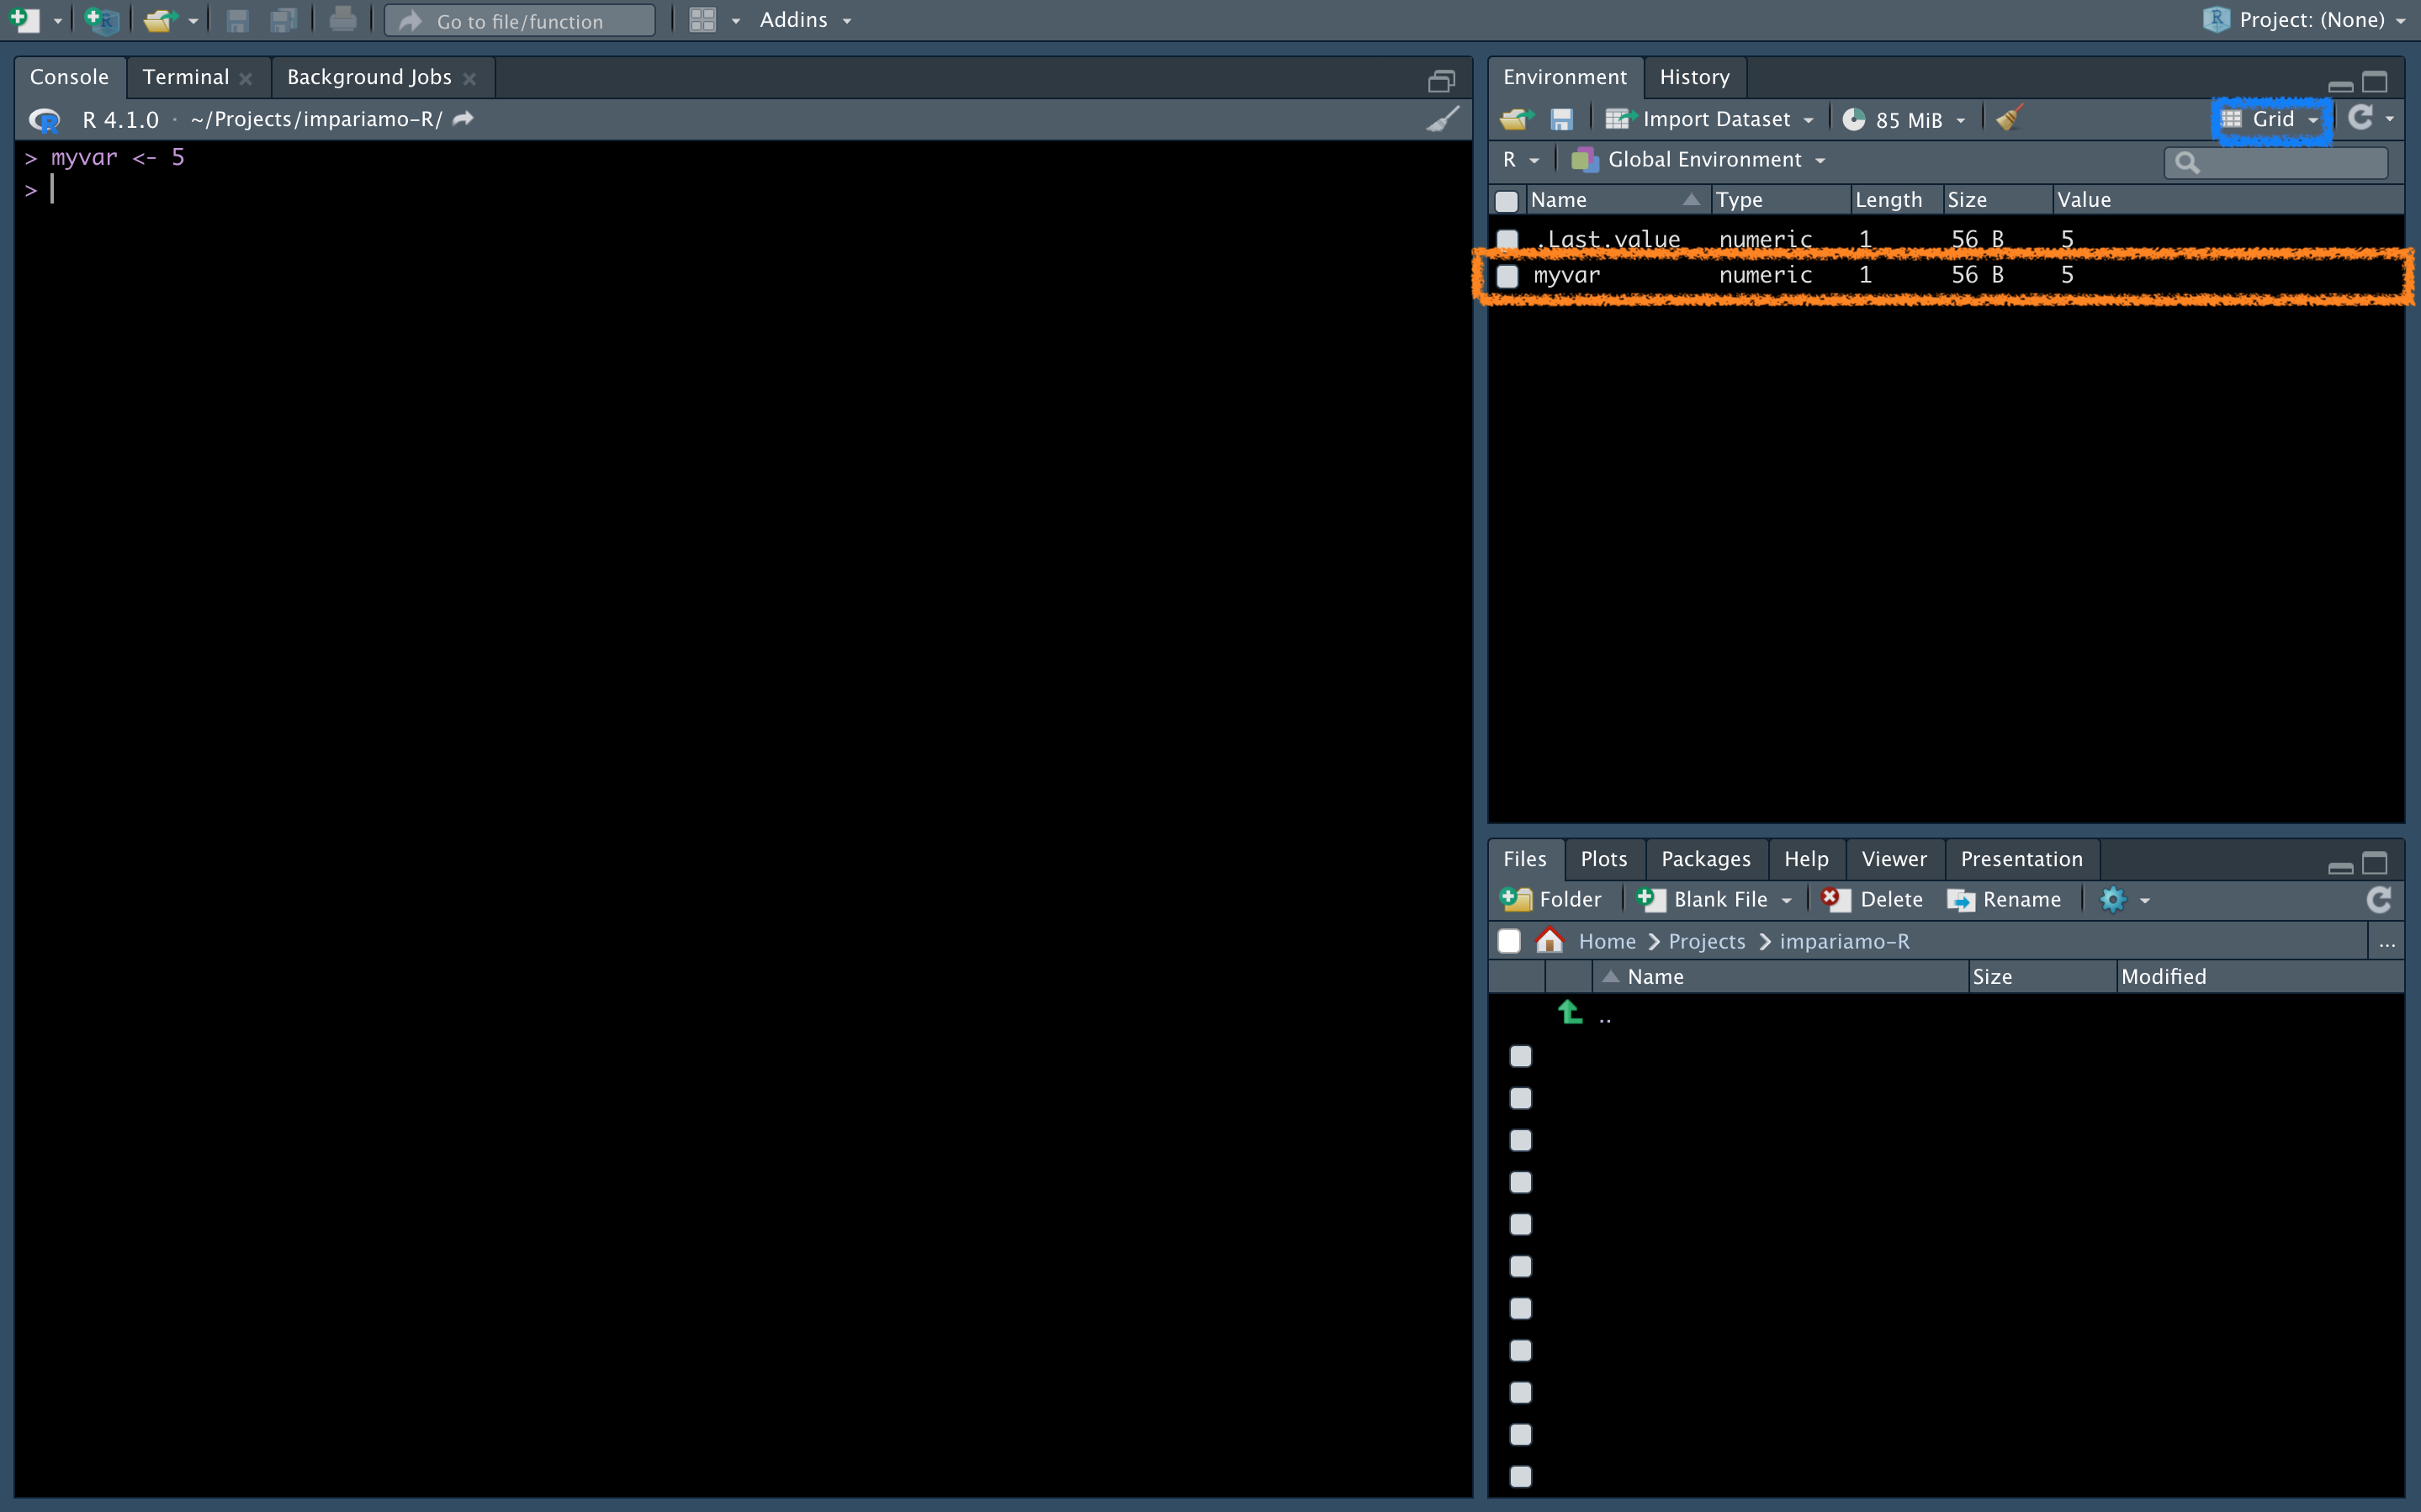 Go to file/function Addins Project: (None)
Console Terminal Background Jobs
R 4.1.0 · ~/Projects/impariamo-R/
> myvar <- 5
>
Environment History
Import Dataset 85 MiB Grid
R Global Environment
Name Type Length Size Value
.Last.value numeric 1 56 B 5
myvar numeric 1 56 B 5
Files Plots Packages Help Viewer Presentation
Folder Blank File Delete Rename
Home Projects impariamo-R ...
Name Size Modified
..